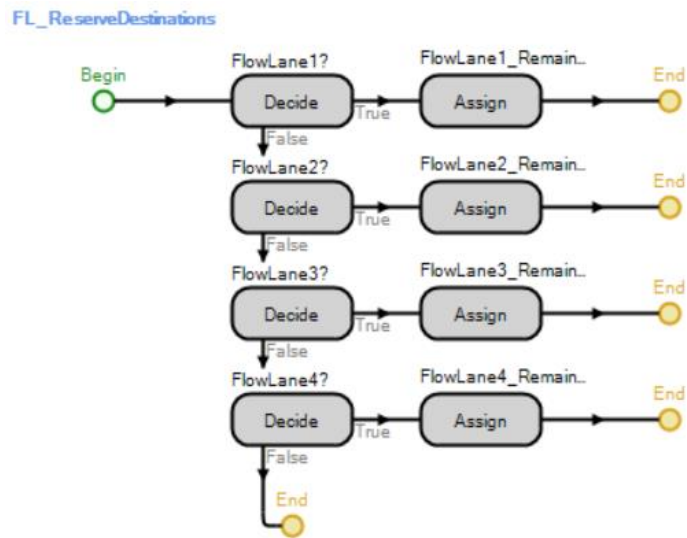 FL_ReserveDestinations
Begin
FlowLane1?
Decide
True
False
FlowLane1_Remain...
Assign
End
FlowLane2?
Decide
True
False
FlowLane2_Remain...
Assign
End
FlowLane3?
Decide
True
False
FlowLane3_Remain...
Assign
End
FlowLane4?
Decide
True
False
FlowLane4_Remain...
Assign
End
End